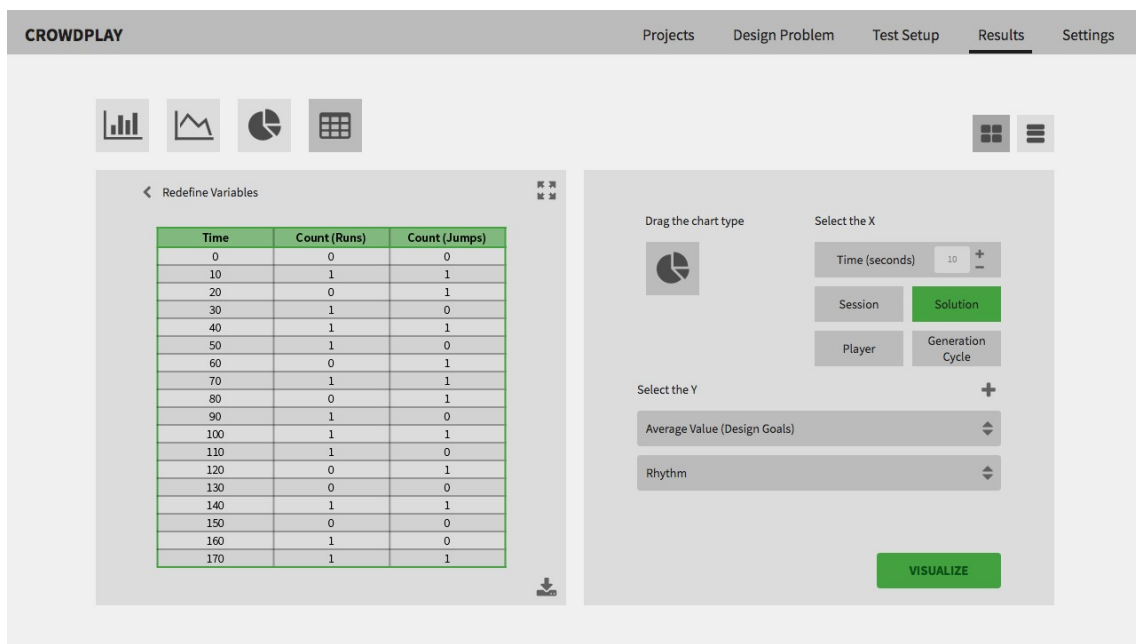 CROWDPLAY Projects Design Problem Test Setup Results Settings
Redefine Variables
Time Count (Runs) Count (Jumps)
0 0 0
10 1 1
20 0 1
30 1 0
40 1 1
50 1 0
60 0 1
70 1 1
80 0 1
90 1 0
100 1 1
110 1 0
120 0 1
130 0 0
140 1 1
150 0 0
160 1 0
170 1 1
Drag the chart type
Select the X
Time (seconds) 10 + −
Session Solution
Player Generation
Cycle
Select the Y +
Average Value (Design Goals)
Rhythm
VISUALIZE